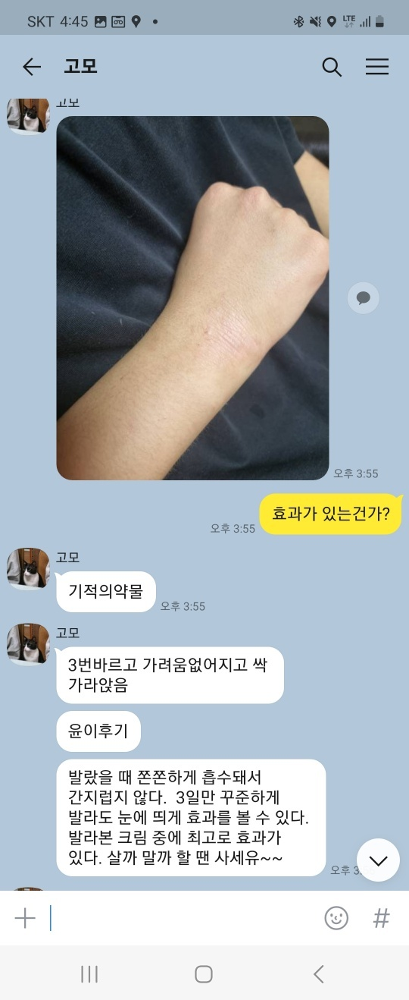 SKT 4:45
LTE
고모
고모
오후 3:55
효과가 있는건가?
오후 3:55
고모
기적의약물
오후 3:55
고모
3번바르고 가려움없어지고 싹
가라앉음
윤이후기
발랐을 때 쫀쫀하게 흡수돼서
간지럽지 않다. 3일만 꾸준하게
발라도 눈에 띄게 효과를 볼 수 있다.
발라본 크림 중에 최고로 효과가
있다. 살까 말까 할 땐 사세유~~
오후 3:
#